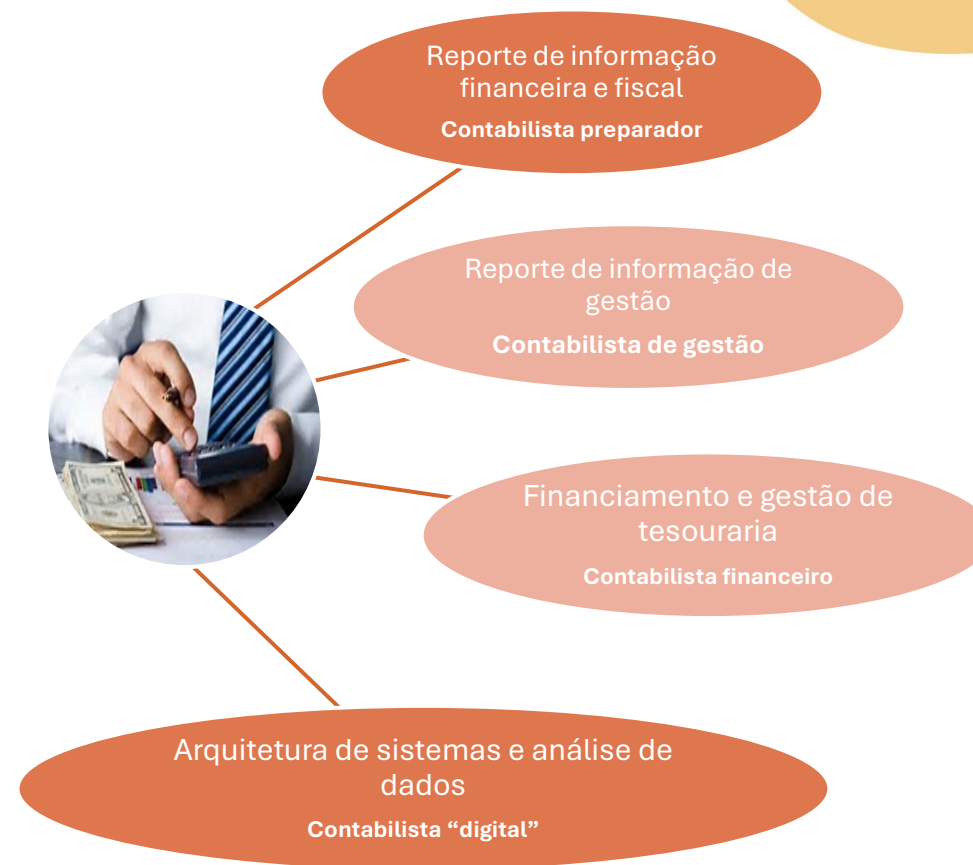 Reporte de informação
financeira e fiscal
Contabilista preparador
Reporte de informação de
gestão
Contabilista de gestão
Financiamento e gestão de
tesouraria
Contabilista financeiro
Arquitetura de sistemas e análise de
dados
Contabilista “digital”